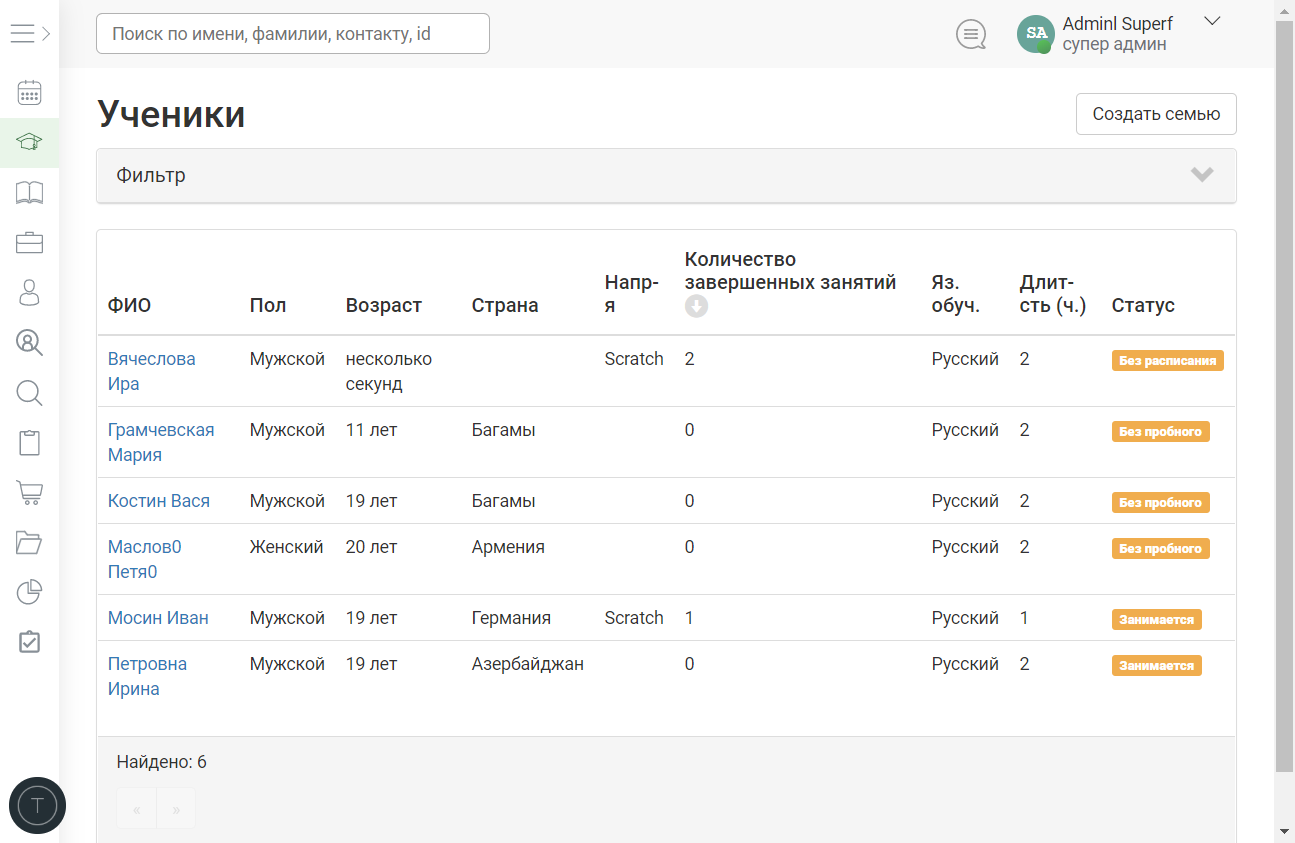 Поиск по имени, фамилии, контакту, id
SA
Adminl Superf
супер админ
Ученики
Создать семью
Фильтр
ФИО Пол Возраст Страна Напр-я Количество завершенных занятий Яз. обуч. Длит-сть (ч.) Статус
Вячеслова Ира Мужской несколько секунд Scratch 2 Русский 2 Без расписания
Грамчевская Мария Мужской 11 лет Багамы 0 Русский 2 Без пробного
Костин Вася Мужской 19 лет Багамы 0 Русский 2 Без пробного
Маслов0 Петя0 Женский 20 лет Армения 0 Русский 2 Без пробного
Мосин Иван Мужской 19 лет Германия Scratch 1 Русский 1 Занимается
Петровна Ирина Мужской 19 лет Азербайджан 0 Русский 2 Занимается
Найдено: 6
« »
T